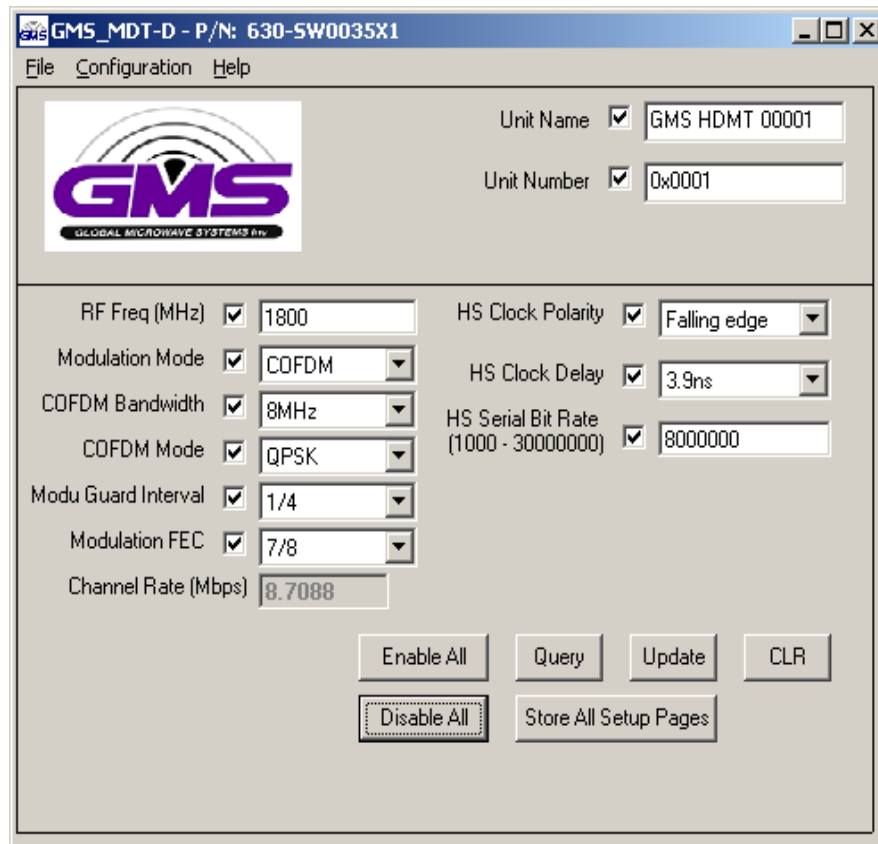 GMS_MDT-D - P/N: 630-SW0035X1
File Configuration Help
GMS
GLOBAL MICROWAVE SYSTEMS Inc
Unit Name GMS HDMT 00001
Unit Number 0x0001
RF Freq (MHz) 1800
Modulation Mode COFDM
COFDM Bandwidth 8MHz
COFDM Mode QPSK
Modu Guard Interval 1/4
Modulation FEC 7/8
Channel Rate (Mbps) 8.7088
HS Clock Polarity Falling edge
HS Clock Delay 3.9ns
HS Serial Bit Rate
(1000 - 30000000) 8000000
Enable All Query Update CLR
Disable All Store All Setup Pages